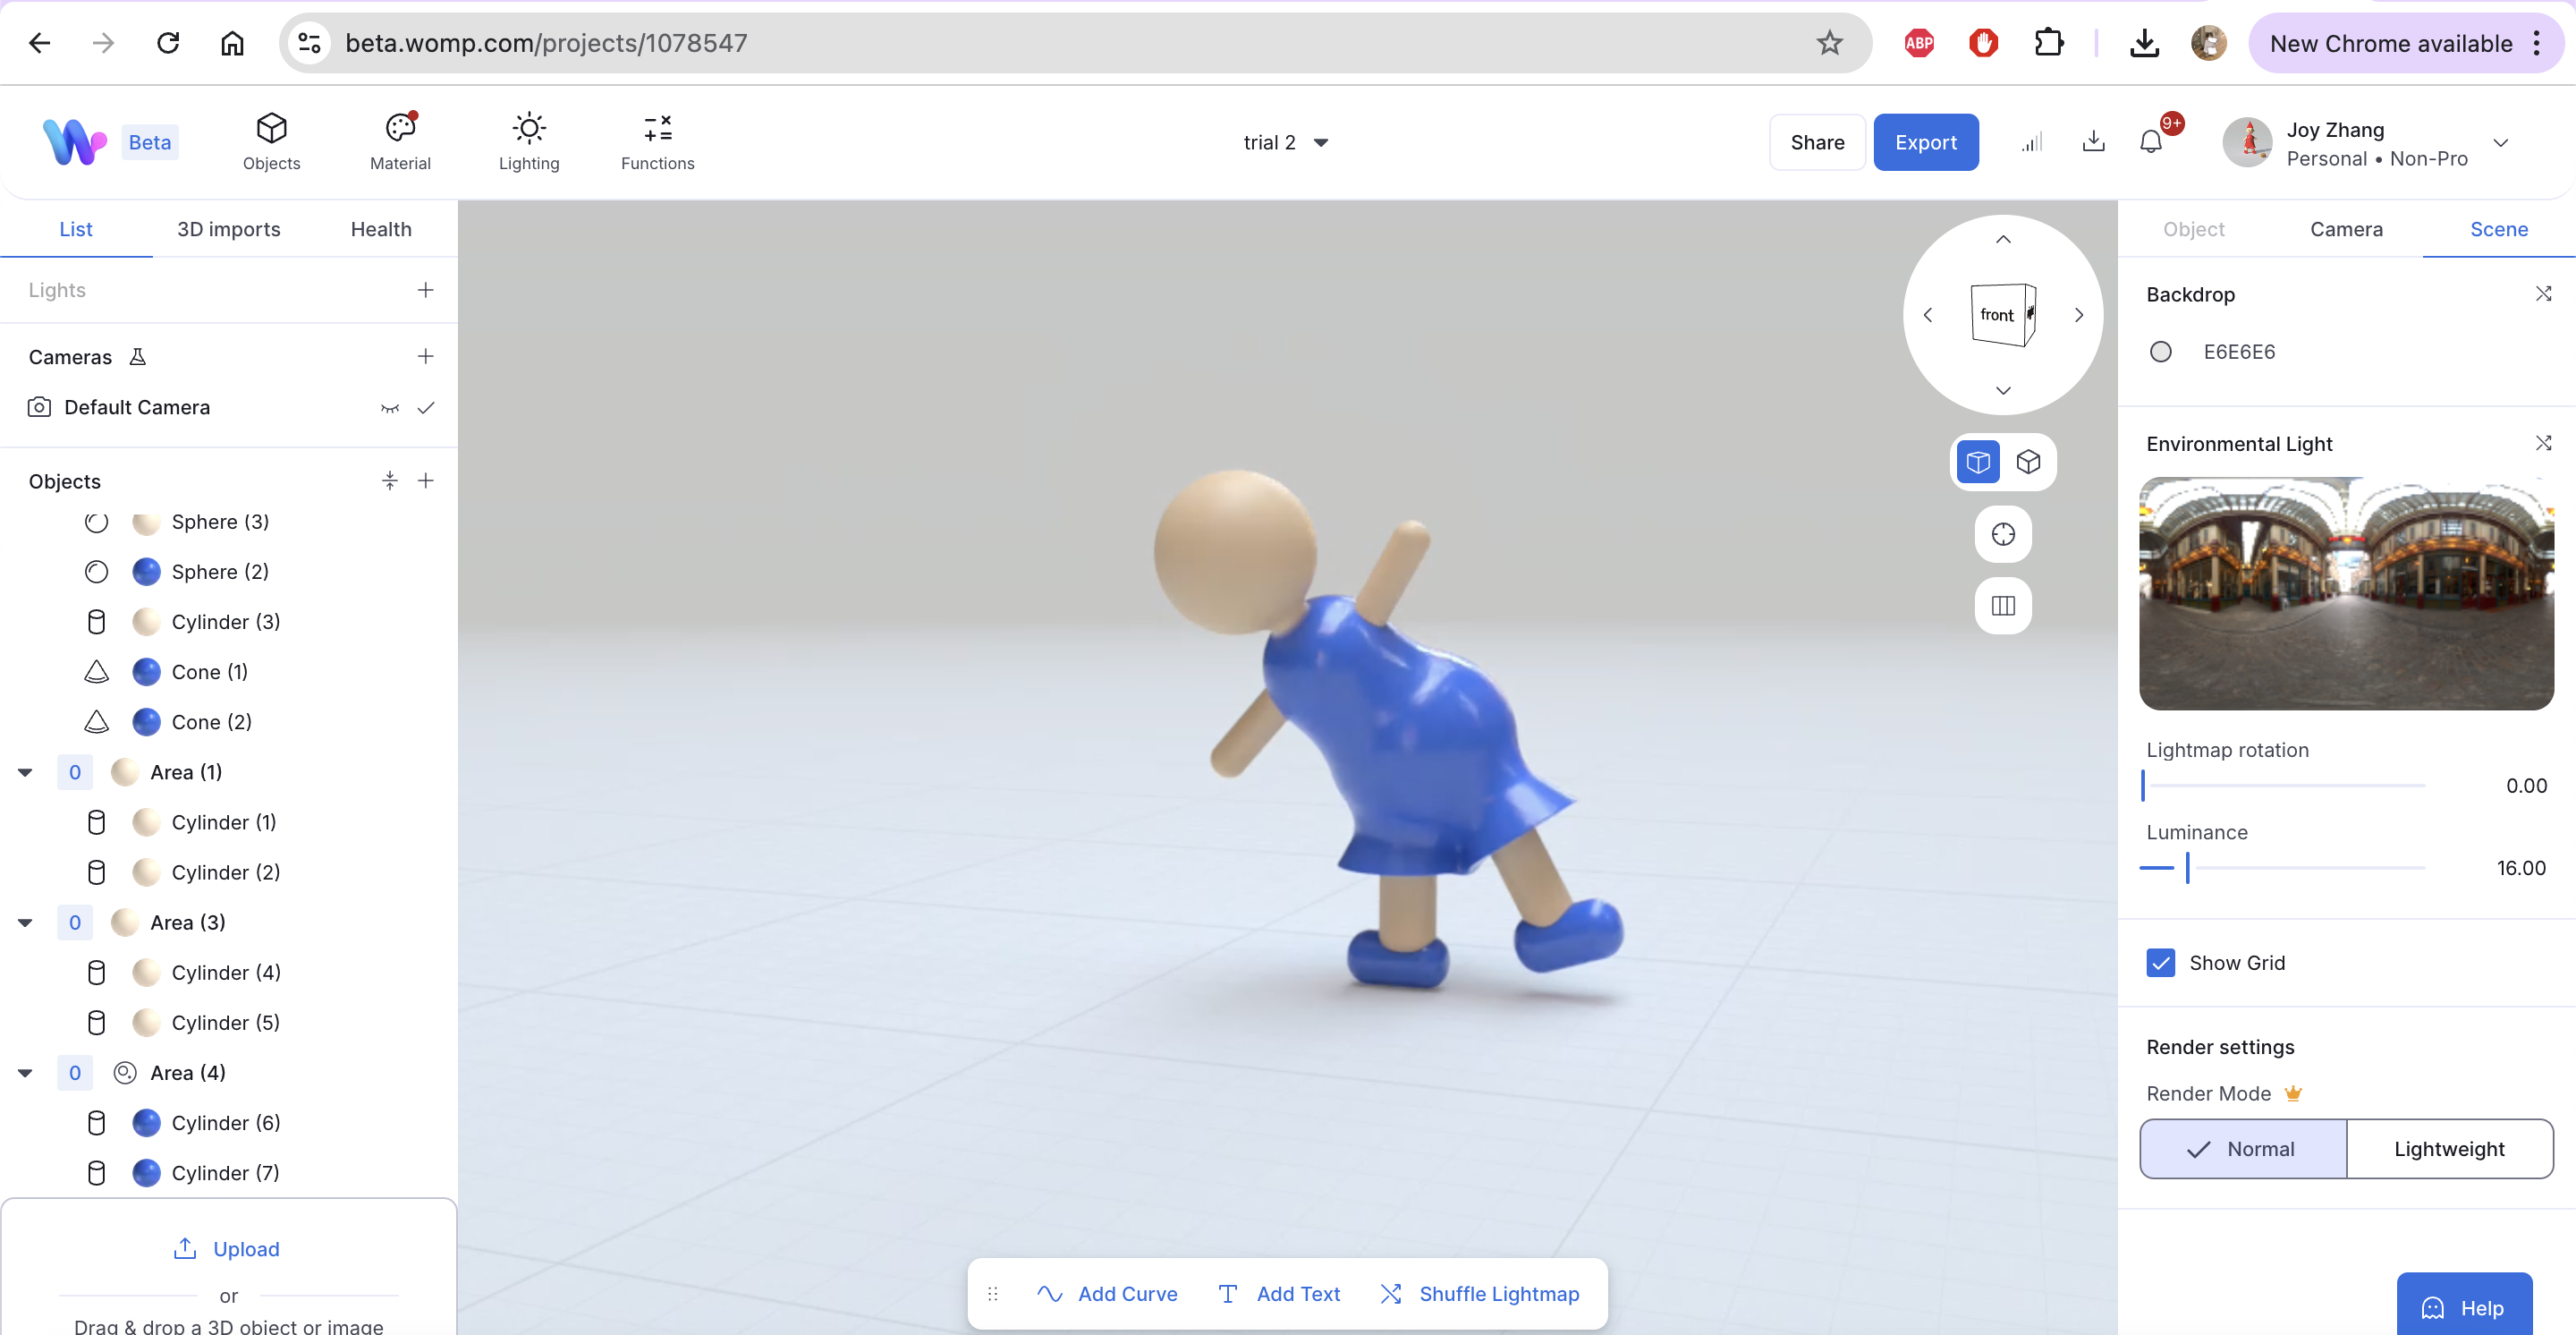 beta.womp.com/projects/1078547
ABP
New Chrome available
Beta
Objects
Material
Lighting
Functions
trial 2
Share
Export
9+
Joy Zhang
Personal • Non-Pro
List
3D imports
Health
Lights
Cameras
Default Camera
Objects
Sphere (3)
Sphere (2)
Cylinder (3)
Cone (1)
Cone (2)
0 Area (1)
Cylinder (1)
Cylinder (2)
0 Area (3)
Cylinder (4)
Cylinder (5)
0 Area (4)
Cylinder (6)
Cylinder (7)
Upload
or
Drag & drop a 3D object or image
front
Add Curve
Add Text
Shuffle Lightmap
Object
Camera
Scene
Backdrop
E6E6E6
Environmental Light
Lightmap rotation
0.00
Luminance
16.00
Show Grid
Render settings
Render Mode
Normal
Lightweight
Help